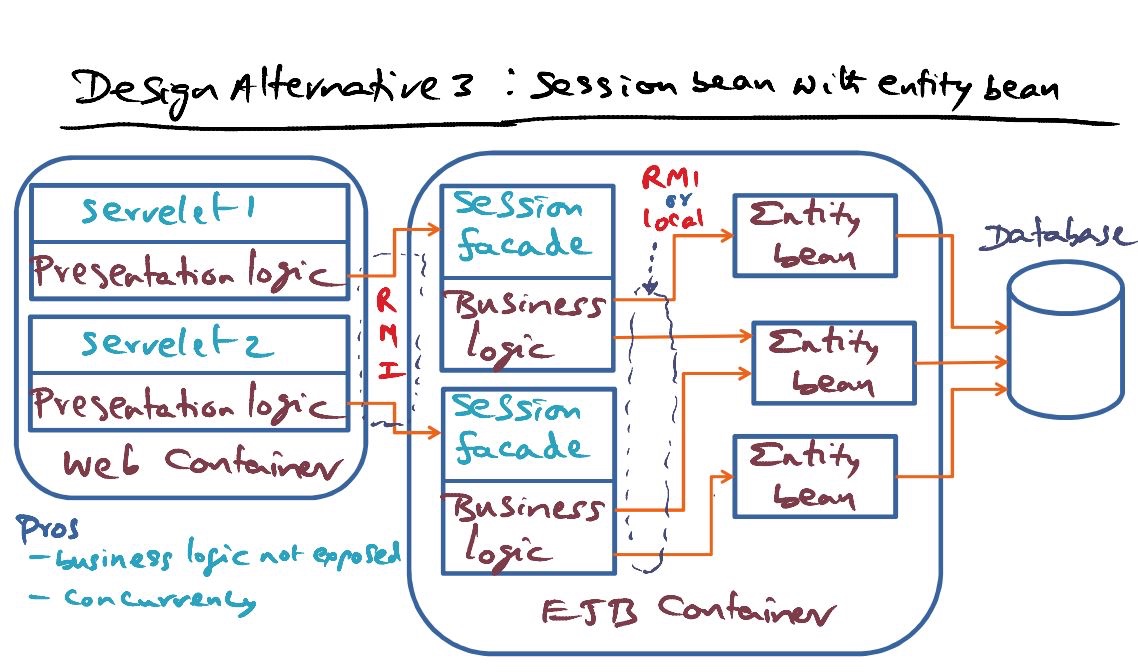 Design Alternative 3 : Session bean with entity bean
Servelet 1
Presentation logic
Servelet 2
Presentation logic
Web Container
R
M
I
Session
facade
Business
logic
Session
facade
Business
logic
RMI
or
local
Entity
bean
Entity
bean
Entity
bean
EJB Container
Database
Pros
- business logic not exposed
- Concurrency